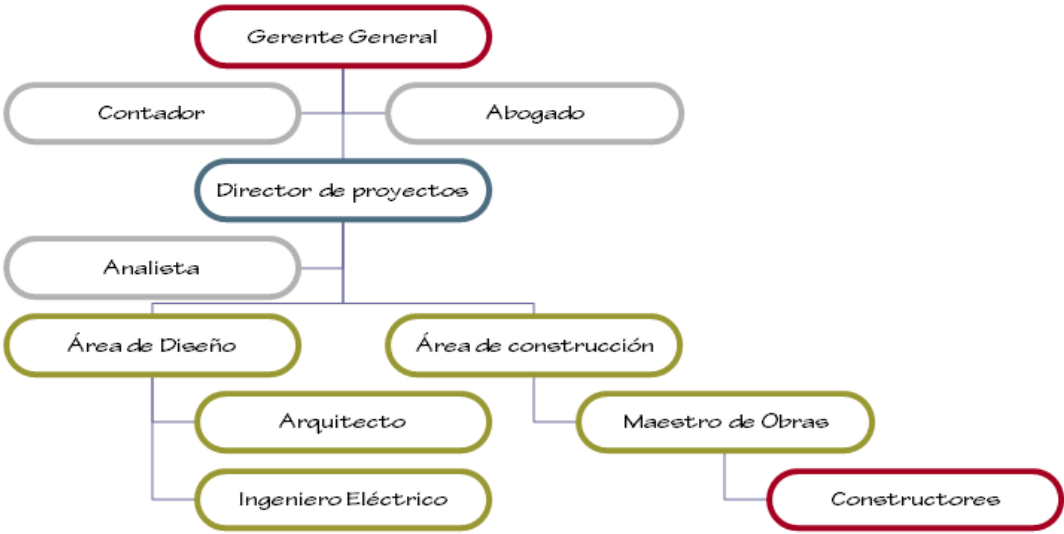 Gerente General
Contador
Abogado
Director de proyectos
Analista
Área de Diseño
Área de construcción
Arquitecto
Maestro de Obras
Ingeniero Eléctrico
Constructores